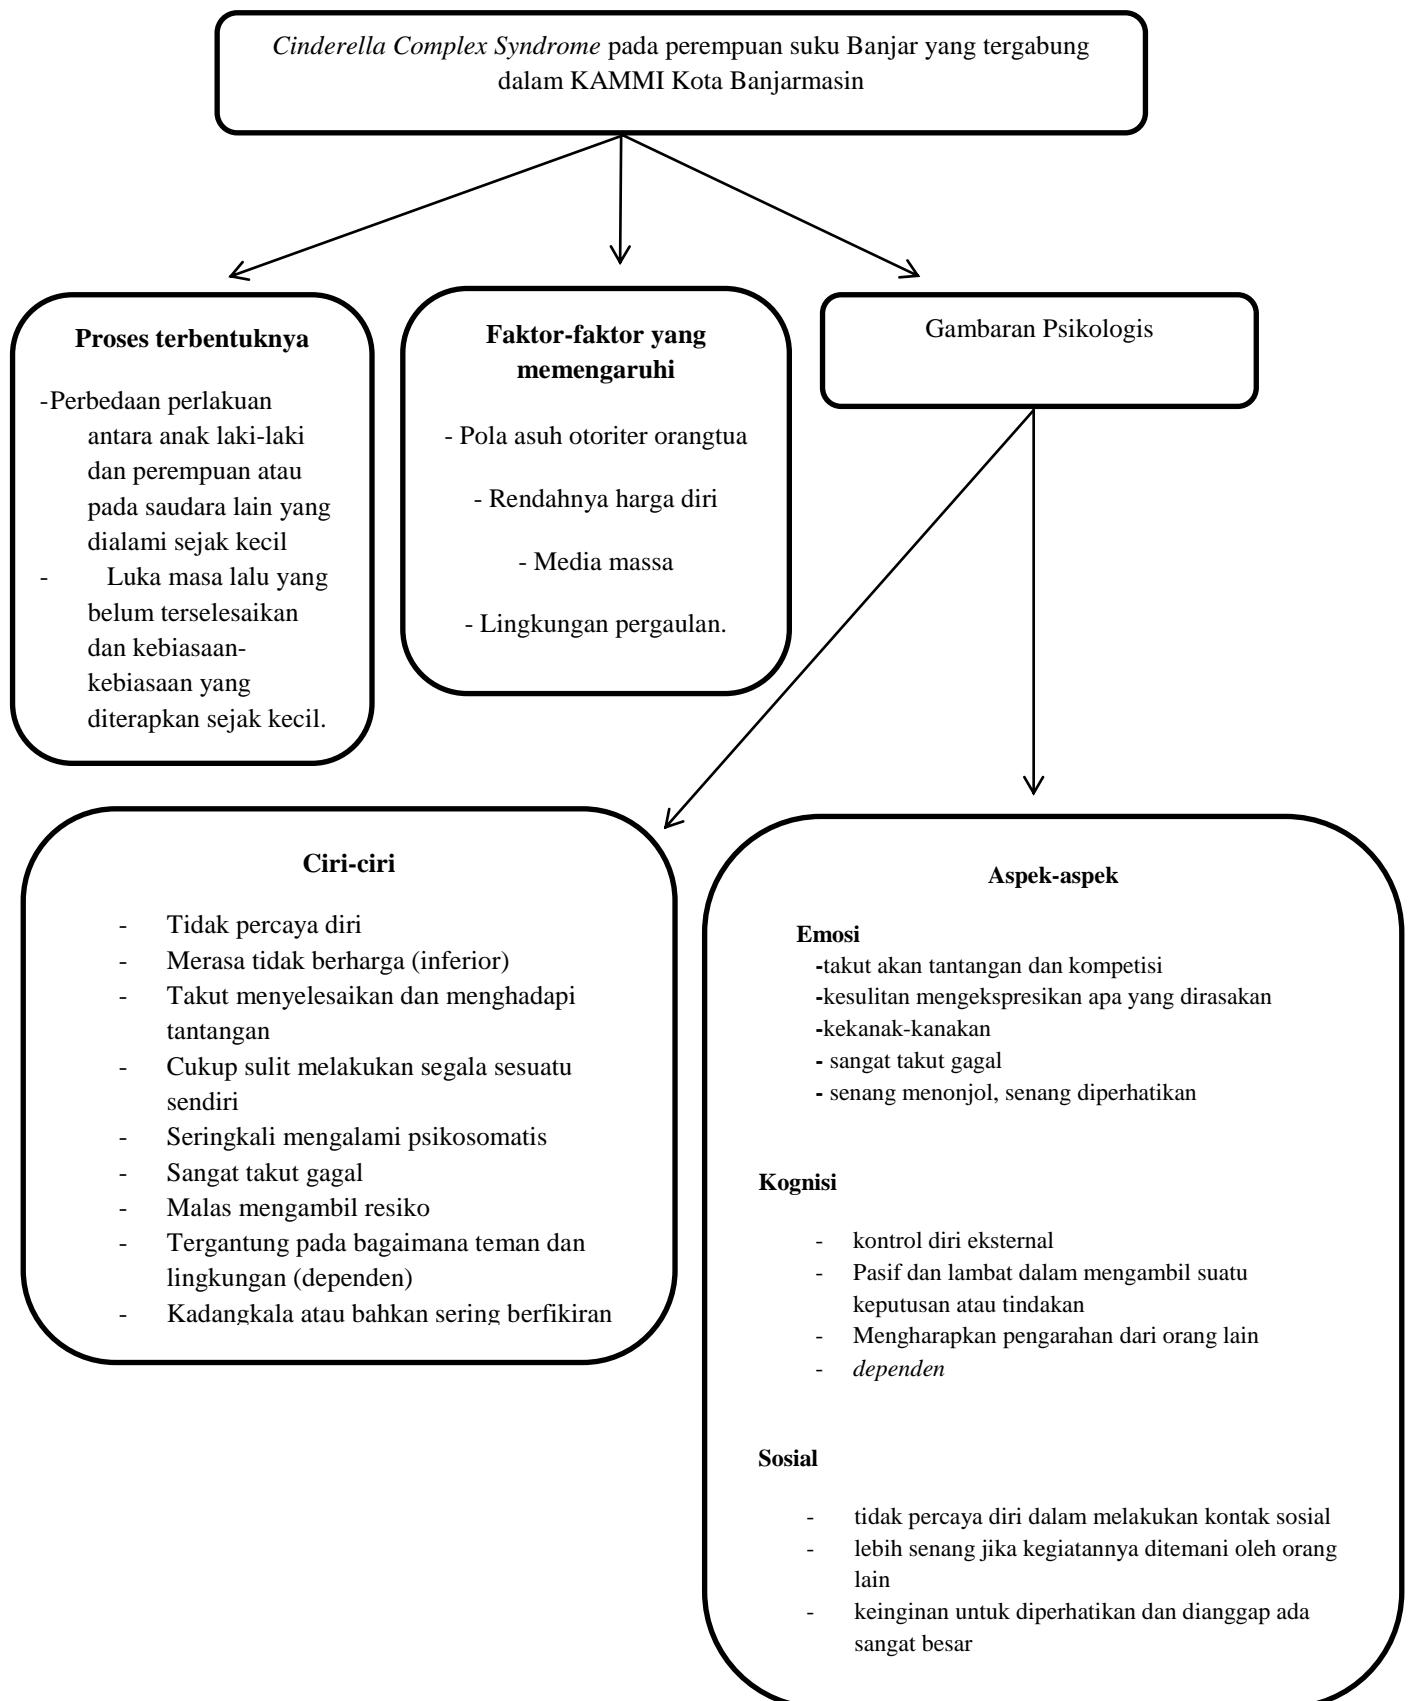 Cinderella Complex Syndrome pada perempuan suku Banjar yang tergabung
dalam KAMMI Kota Banjarmasin
Proses terbentuknya
-Perbedaan perlakuan
antara anak laki-laki
dan perempuan atau
pada saudara lain yang
dialami sejak kecil
- Luka masa lalu yang
belum terselesaikan
dan kebiasaan-
kebiasaan yang
diterapkan sejak kecil.
Faktor-faktor yang
memengaruhi
- Pola asuh otoriter orangtua
- Rendahnya harga diri
- Media massa
- Lingkungan pergaulan.
Gambaran Psikologis
Ciri-ciri
- Tidak percaya diri
- Merasa tidak berharga (inferior)
- Takut menyelesaikan dan menghadapi
tantangan
- Cukup sulit melakukan segala sesuatu
sendiri
- Seringkali mengalami psikosomatis
- Sangat takut gagal
- Malas mengambil resiko
- Tergantung pada bagaimana teman dan
lingkungan (dependen)
- Kadangkala atau bahkan sering berfikiran
Aspek-aspek
Emosi
-takut akan tantangan dan kompetisi
-kesulitan mengekspresikan apa yang dirasakan
-kekanak-kanakan
- sangat takut gagal
- senang menonjol, senang diperhatikan
Kognisi
- kontrol diri eksternal
- Pasif dan lambat dalam mengambil suatu
keputusan atau tindakan
- Mengharapkan pengarahan dari orang lain
- dependen
Sosial
- tidak percaya diri dalam melakukan kontak sosial
- lebih senang jika kegiatannya ditemani oleh orang
lain
- keinginan untuk diperhatikan dan dianggap ada
sangat besar